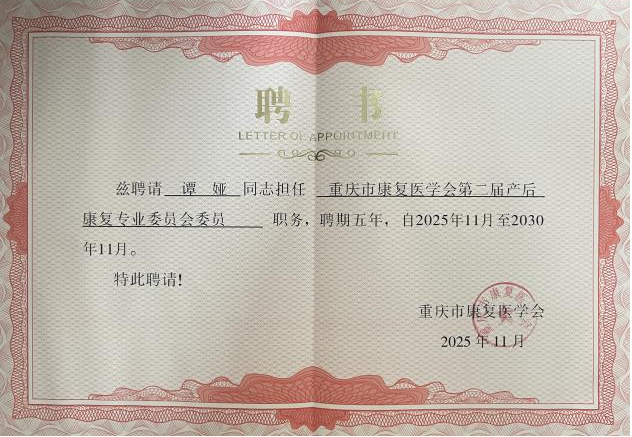 聘 书
LETTER OF APPOINTMENT
兹聘请 谭 娅 同志担任 重庆市康复医学会第二届产后
康复专业委员会委员 职务，聘期五年，自2025年11月至2030
年11月。
特此聘请！
重庆市康复医学会
2025 年 11 月